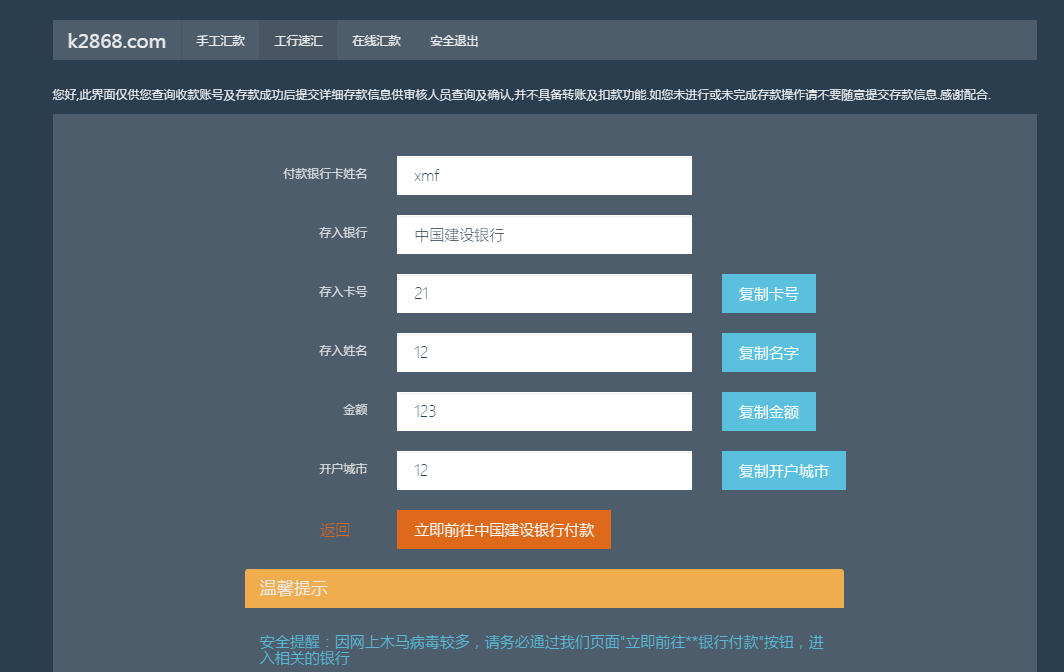 k2868.com 手工汇款 工行速汇 在线汇款 安全退出
您好,此界面仅供您查询收款账号及存款成功后提交详细存款信息供审核人员查询及确认,并不具备转账及扣款功能.如您未进行或未完成存款操作请不要随意提交存款信息.感谢配合.
付款银行卡姓名 xmf
存入银行 中国建设银行
存入卡号 21 复制卡号
存入姓名 12 复制名字
金额 123 复制金额
开户城市 12 复制开户城市
返回 立即前往中国建设银行付款
温馨提示
安全提醒：因网上木马病毒较多，请务必通过我们页面"立即前往**银行付款"按钮，进
入相关的银行